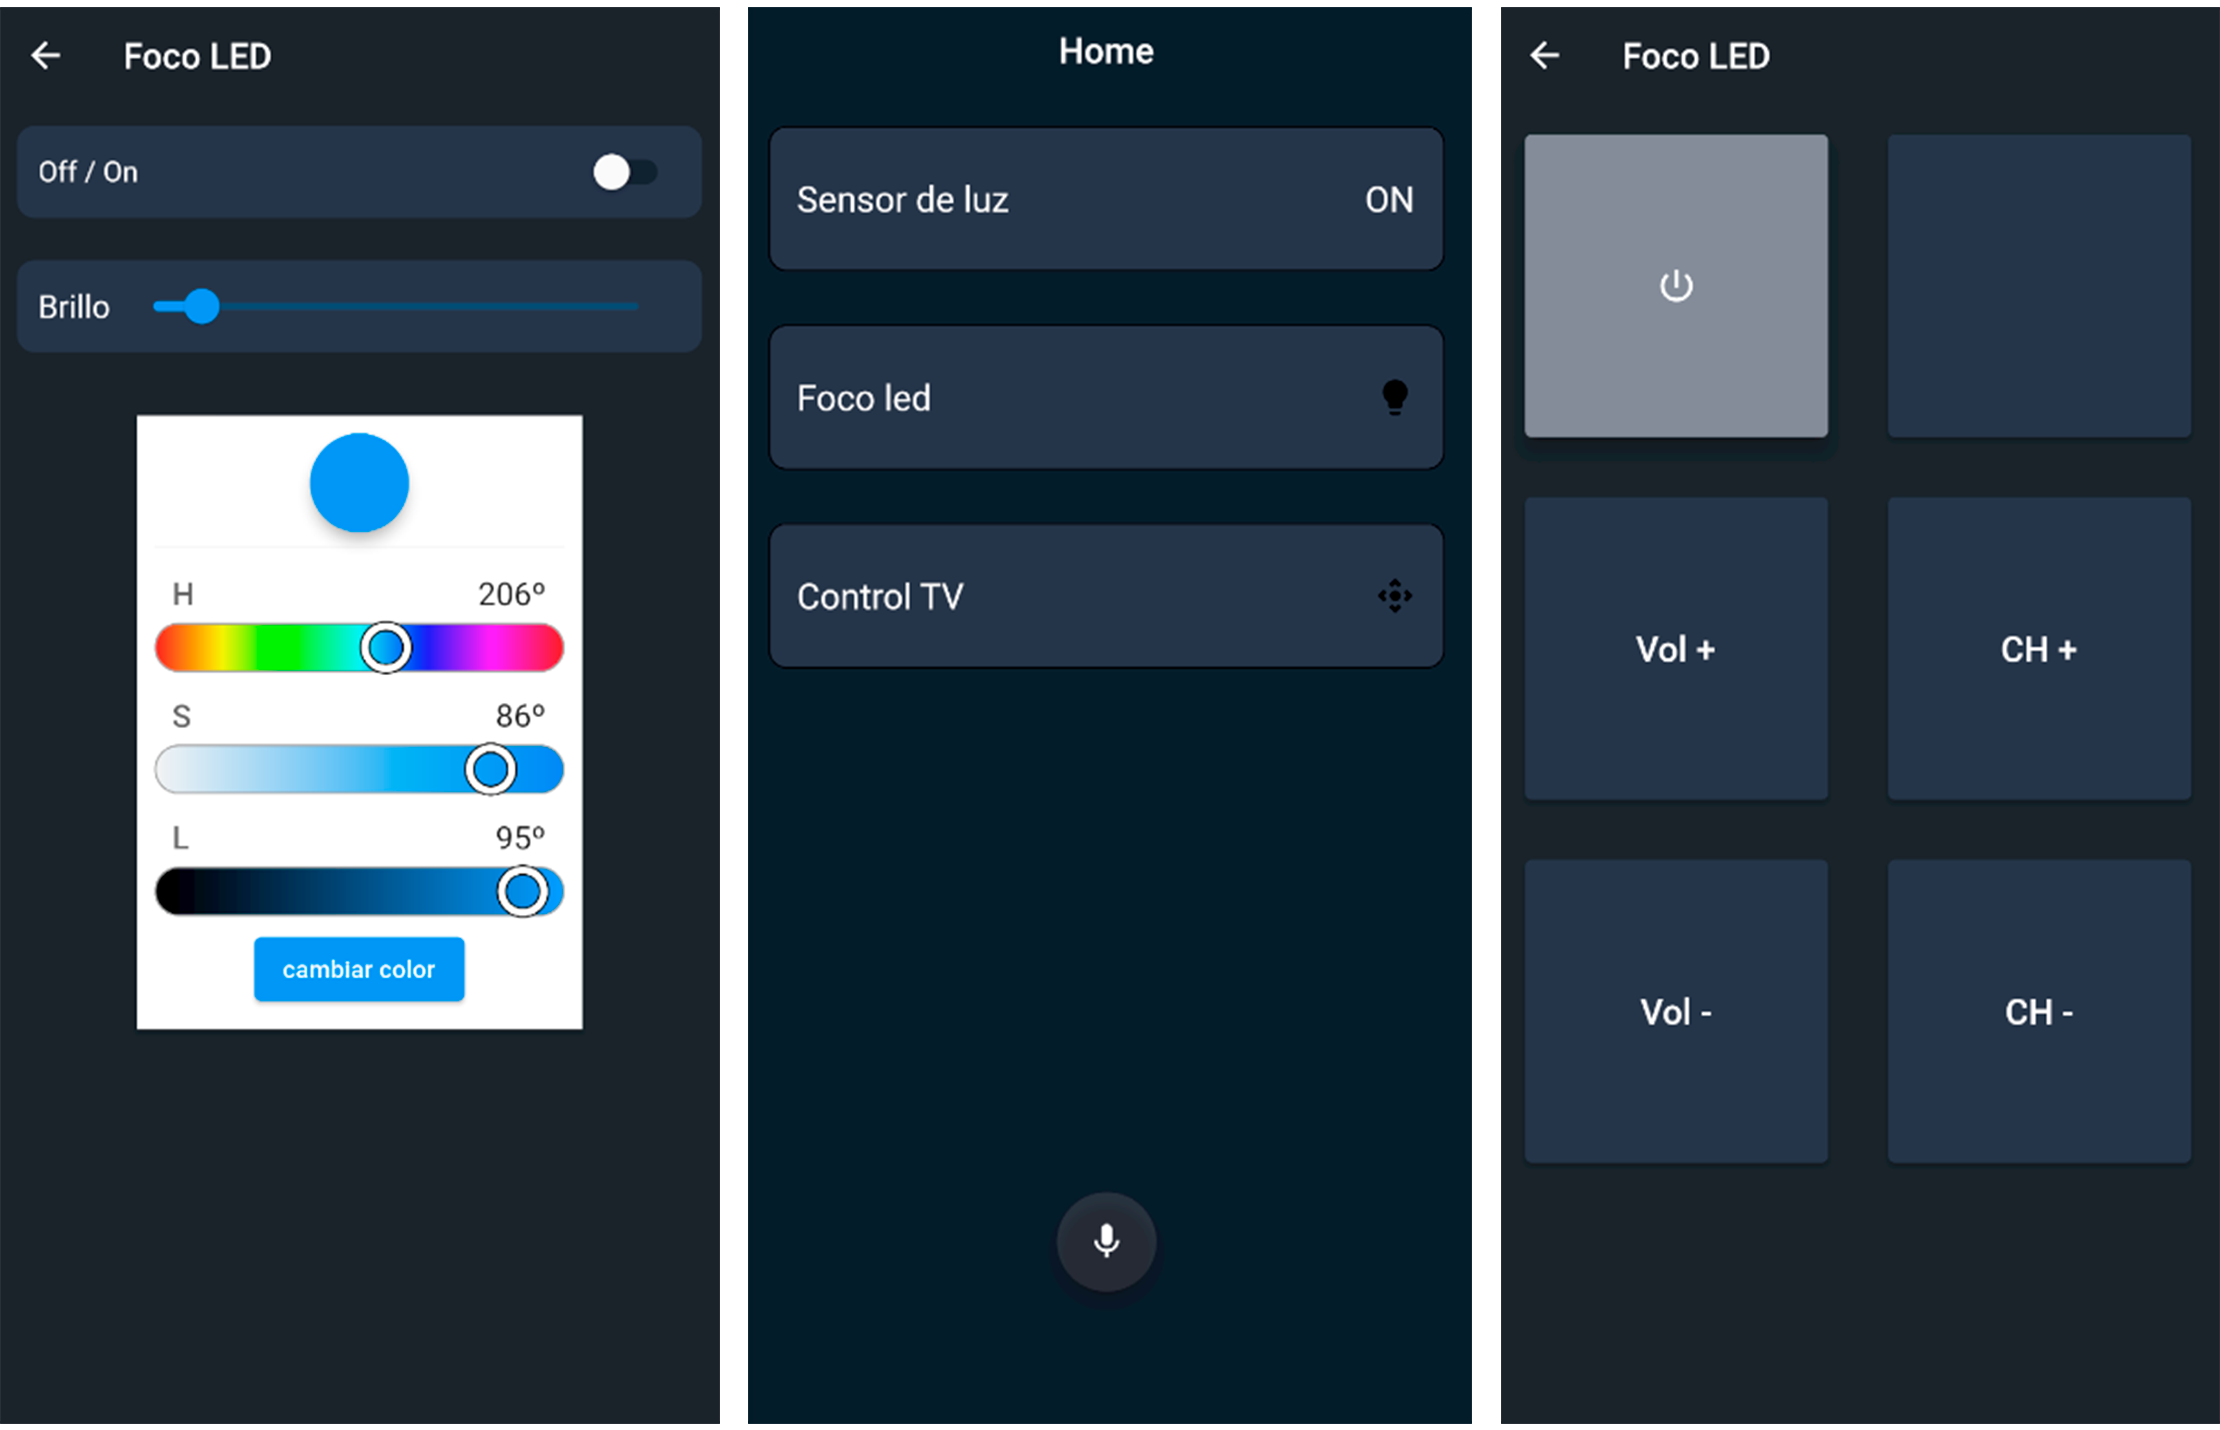 Foco LED
Off / On
Brillo
H 206º
S 86º
L 95º
cambiar color
Home
Sensor de luz ON
Foco led
Control TV
Foco LED
Vol + CH +
Vol - CH -